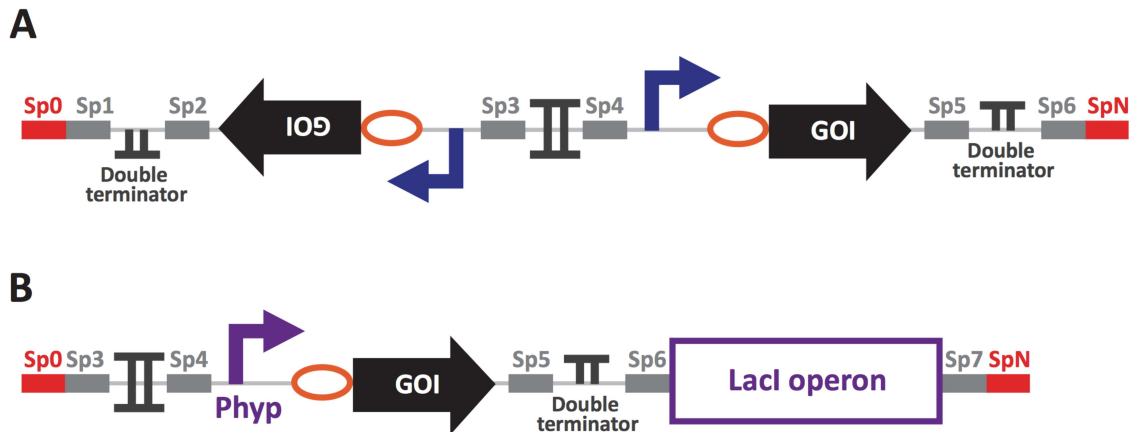 A
Sp0 Sp1 Sp2 Sp3 Sp4 Sp5 Sp6 SpN
GOI GOI
Double
terminator
Double
terminator
B
Sp0 Sp3 Sp4 Sp5 Sp6 Sp7 SpN
GOI LacI operon
Phyp
Double
terminator